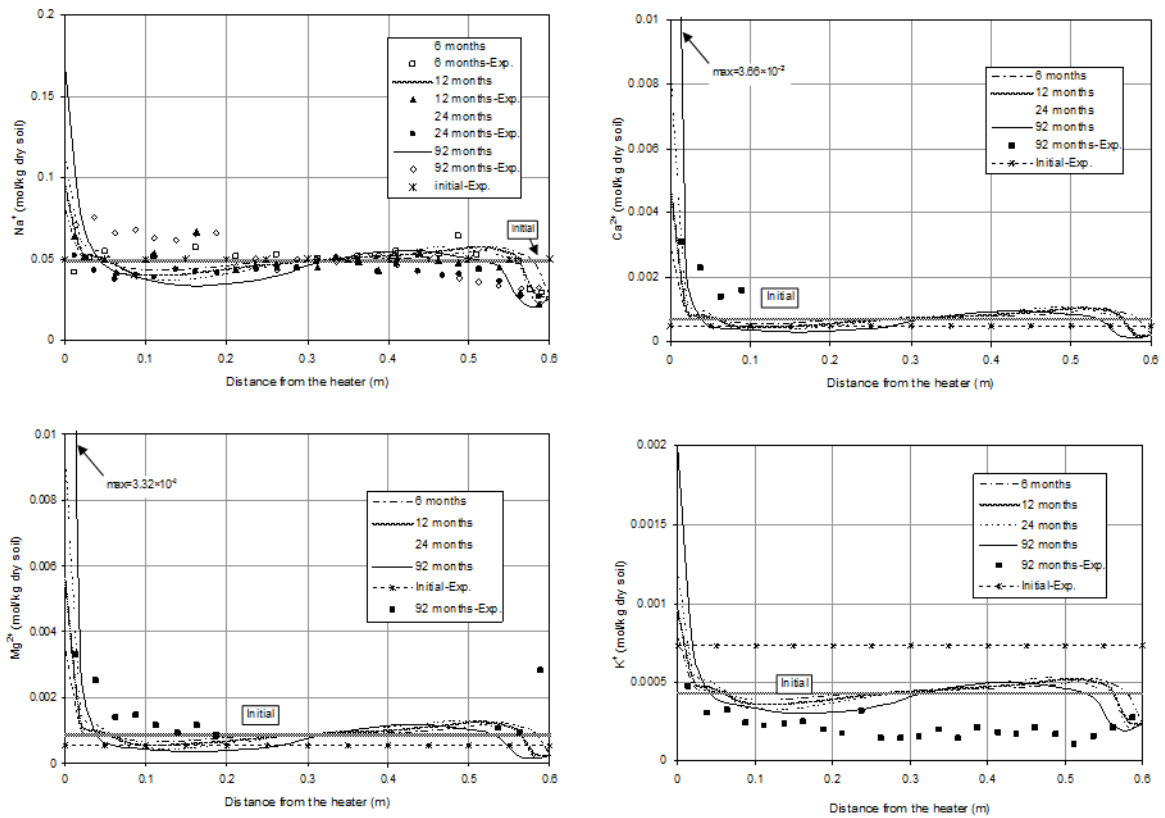 0.2
0.15
0.1
0.05
0
Na⁺ (mol/kg dry soil)
6 months
6 months-Exp.
12 months
12 months-Exp.
24 months
24 months-Exp.
92 months
92 months-Exp.
initial-Exp.
Initial
0 0.1 0.2 0.3 0.4 0.5 0.6
Distance from the heater (m)
0.01
0.008
0.006
0.004
0.002
0
Ca²⁺ (mol/kg dry soil)
max=3.66×10⁻²
6 months
12 months
24 months
92 months
92 months-Exp.
Initial-Exp.
Initial
0 0.1 0.2 0.3 0.4 0.5 0.6
Distance from the heater (m)
0.01
0.008
0.006
0.004
0.002
0
Mg²⁺ (mol/kg dry soil)
max=3.32×10⁻²
6 months
12 months
24 months
92 months
Initial-Exp.
92 months-Exp.
Initial
0 0.1 0.2 0.3 0.4 0.5 0.6
Distance from the heater (m)
0.002
0.0015
0.001
0.0005
0
K⁺ (mol/kg dry soil)
6 months
12 months
24 months
92 months
92 months-Exp.
Initial-Exp.
Initial
0 0.1 0.2 0.3 0.4 0.5 0.6
Distance from the heater (m)